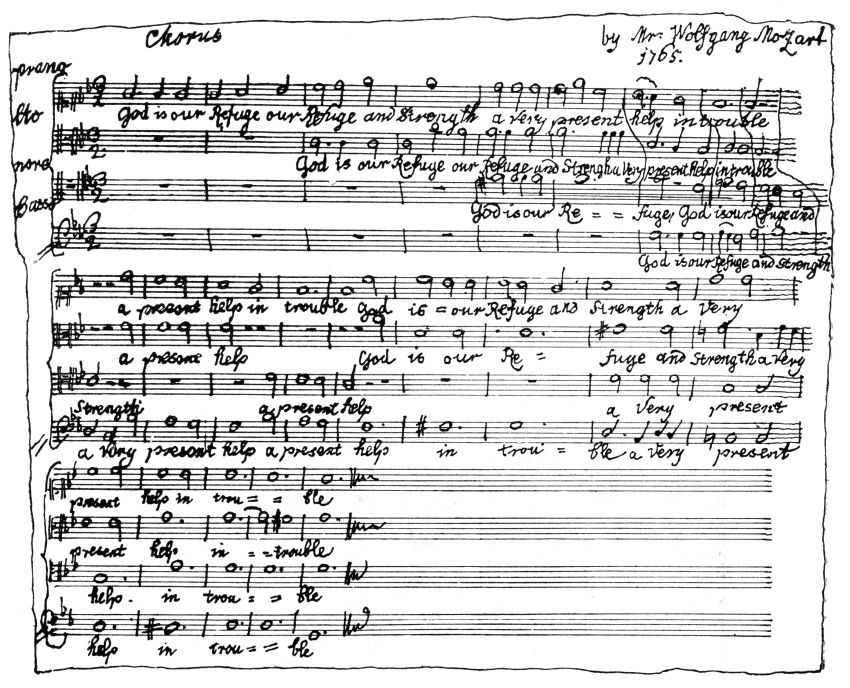 Chorus
by Mr. Wolfgang Mozart
1765.
God is our Refuge our Refuge and Strength a very present help in trouble
God is our Refuge our Refuge and Strengh a very present help in trouble
God is our Re = = fuge, God is our Refuge and
Basso
God is our Refuge and Strength
a present help in trouble God is = our Refuge and Strength a Very
a present help God is our Re = fuge and Strength a very
Strength a present help a Very present
a very present help a present help in trou = ble a Very present
present help in trou = = ble
present help in = = trouble
help. in trou = = ble
help in trou = = ble